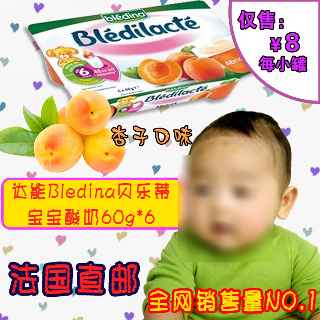 blédina
Blédilacté
6
仅售:
¥8
每小罐
杏子口味
达能Bledina贝乐蒂
宝宝酸奶60g*6
法国直邮
全网销售量NO.1